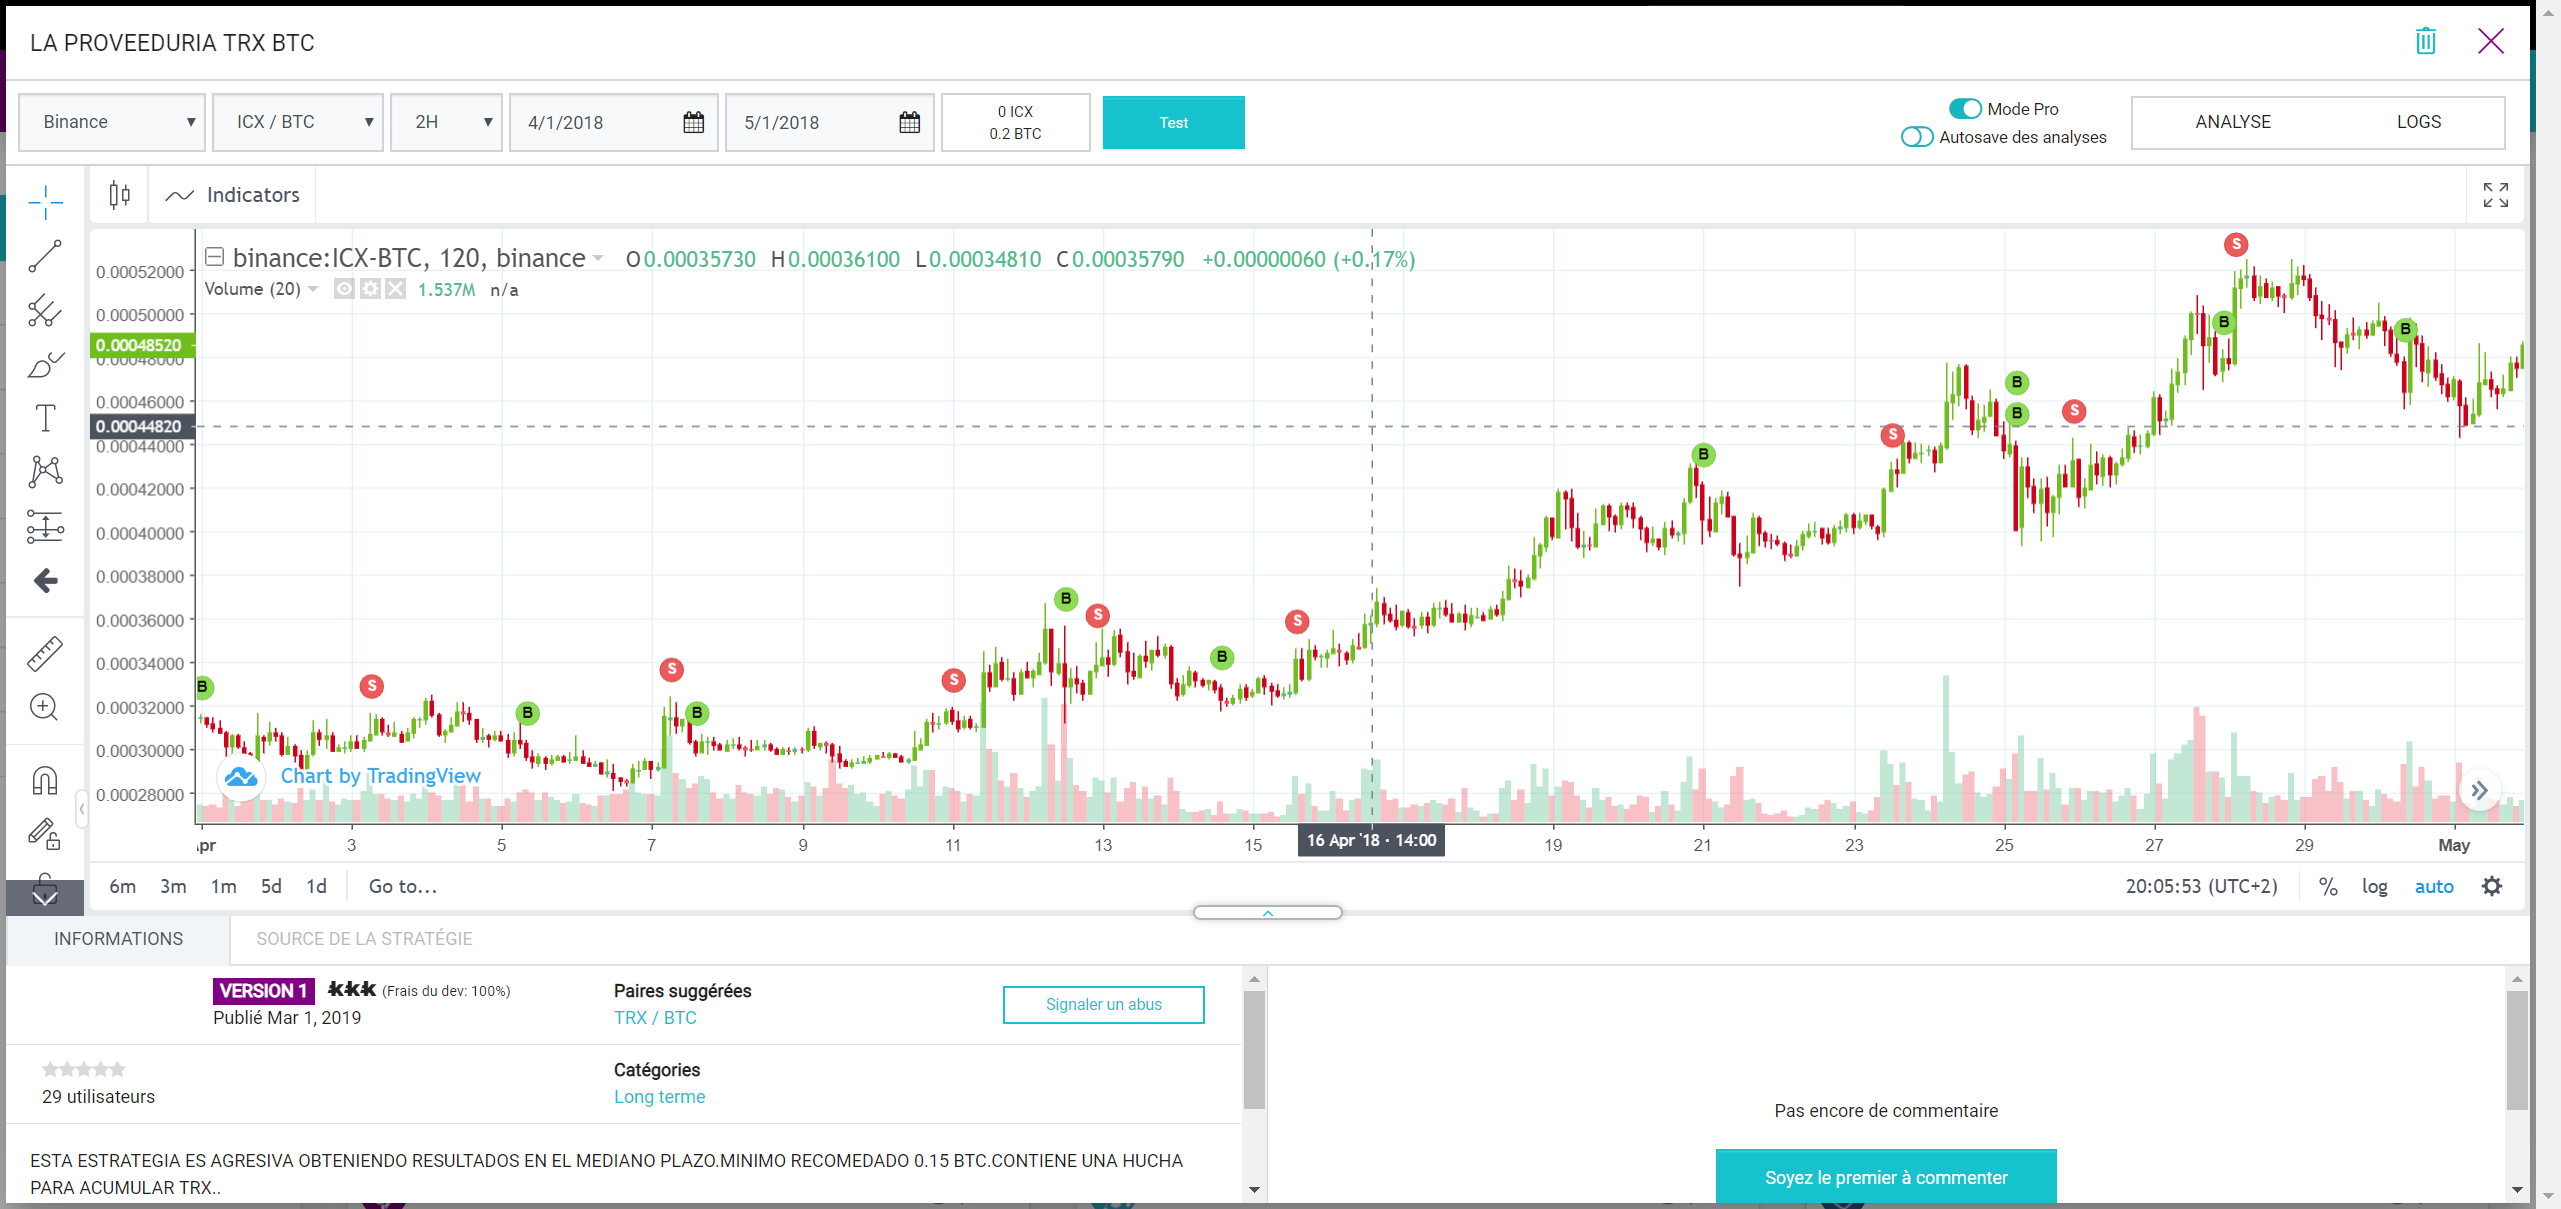 LA PROVEEDURIA TRX BTC
Binance ICX / BTC 2H 4/1/2018 5/1/2018
0 ICX
0.2 BTC
Test
Mode Pro
Autosave des analyses
ANALYSE LOGS
Indicators
binance:ICX-BTC, 120, binance O0.00035730 H0.00036100 L0.00034810 C0.00035790 +0.00000060 (+0.17%)
Volume (20) 1.537M n/a
0.00052000
0.00050000
0.00048520
0.00048000
0.00046000
0.00044820
0.00044000
0.00042000
0.00040000
0.00038000
0.00036000
0.00034000
0.00032000
0.00030000
0.00028000
B S B S B S B S B S B S B B S B S B
Chart by TradingView
Apr 3 5 7 9 11 13 15 16 Apr '18 · 14:00 19 21 23 25 27 29 May
6m 3m 1m 5d 1d Go to...
20:05:53 (UTC+2) % log auto
INFORMATIONS SOURCE DE LA STRATÉGIE
VERSION 1 kkk (Frais du dev: 100%)
Publié Mar 1, 2019
Paires suggérées
TRX / BTC
Signaler un abus
29 utilisateurs
Catégories
Long terme
ESTA ESTRATEGIA ES AGRESIVA OBTENIENDO RESULTADOS EN EL MEDIANO PLAZO.MINIMO RECOMEDADO 0.15 BTC.CONTIENE UNA HUCHA
PARA ACUMULAR TRX..
Pas encore de commentaire
Soyez le premier à commenter